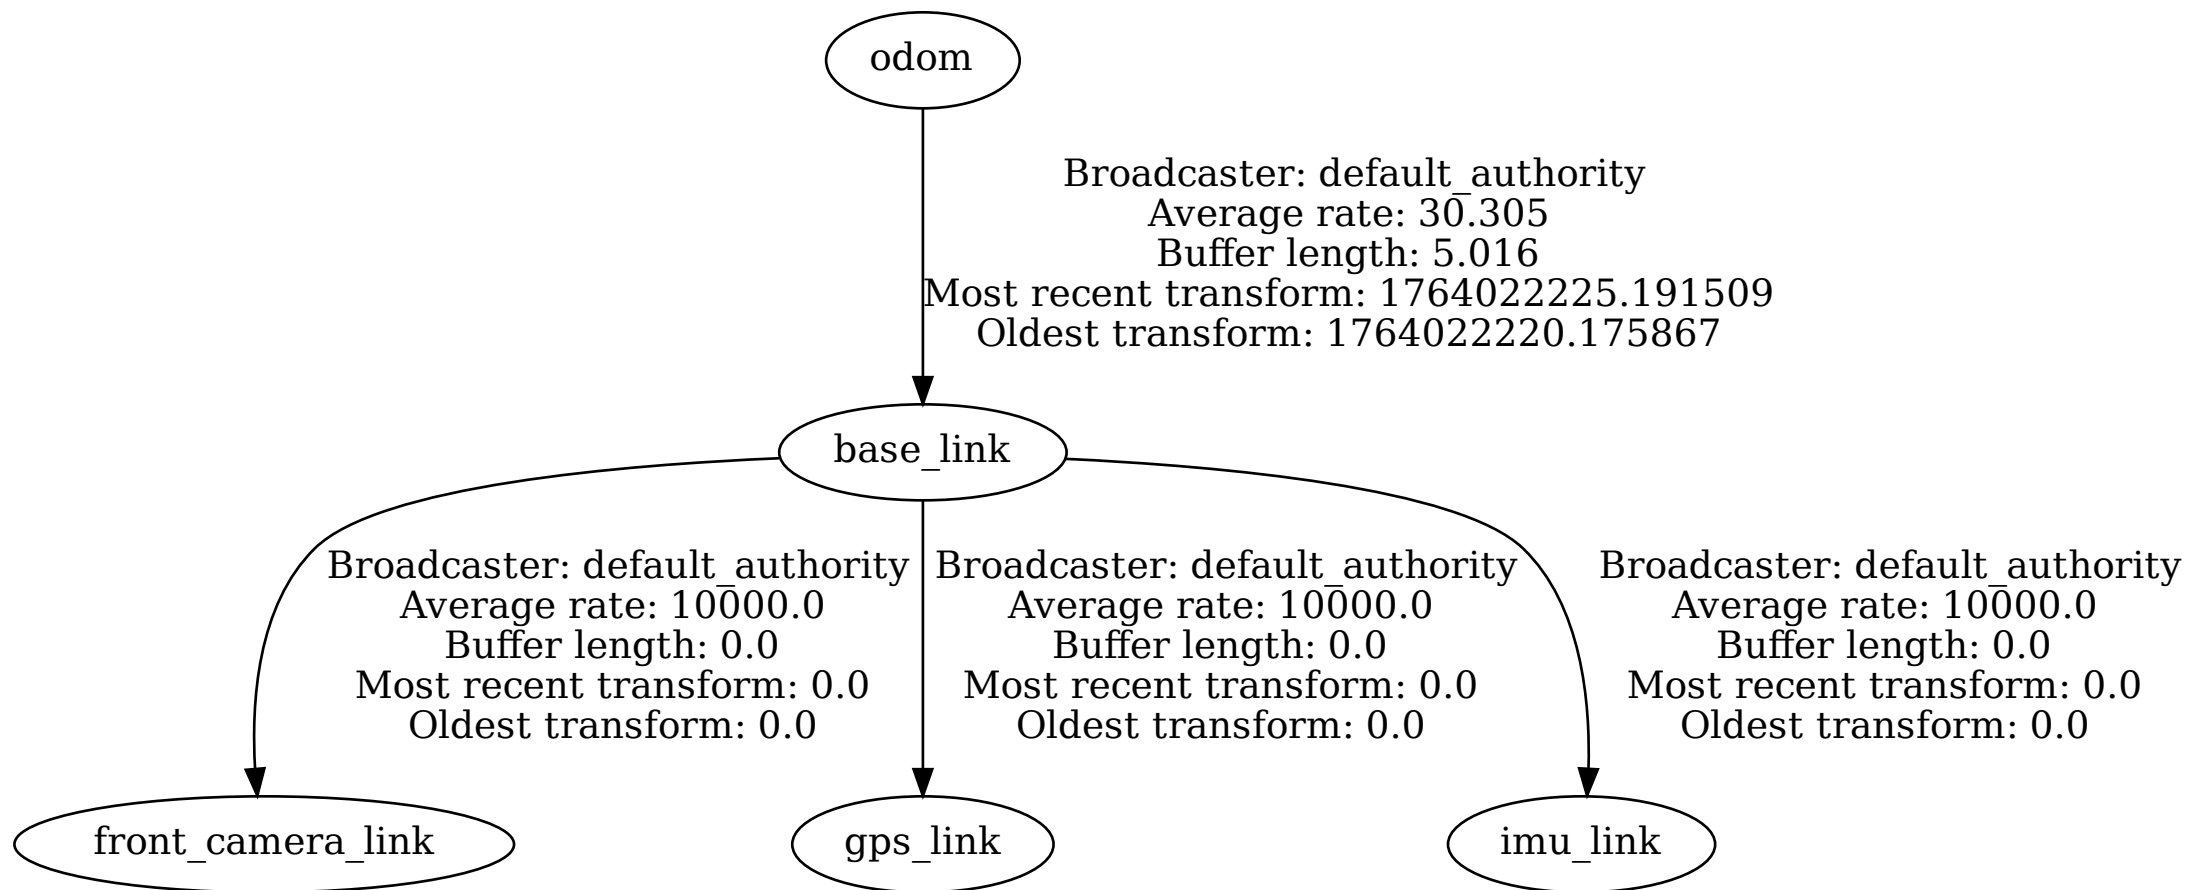 odom
Broadcaster: default_authority
Average rate: 30.305
Buffer length: 5.016
Most recent transform: 1764022225.191509
Oldest transform: 1764022220.175867
base_link
Broadcaster: default_authority
Average rate: 10000.0
Buffer length: 0.0
Most recent transform: 0.0
Oldest transform: 0.0
Broadcaster: default_authority
Average rate: 10000.0
Buffer length: 0.0
Most recent transform: 0.0
Oldest transform: 0.0
Broadcaster: default_authority
Average rate: 10000.0
Buffer length: 0.0
Most recent transform: 0.0
Oldest transform: 0.0
front_camera_link
gps_link
imu_link